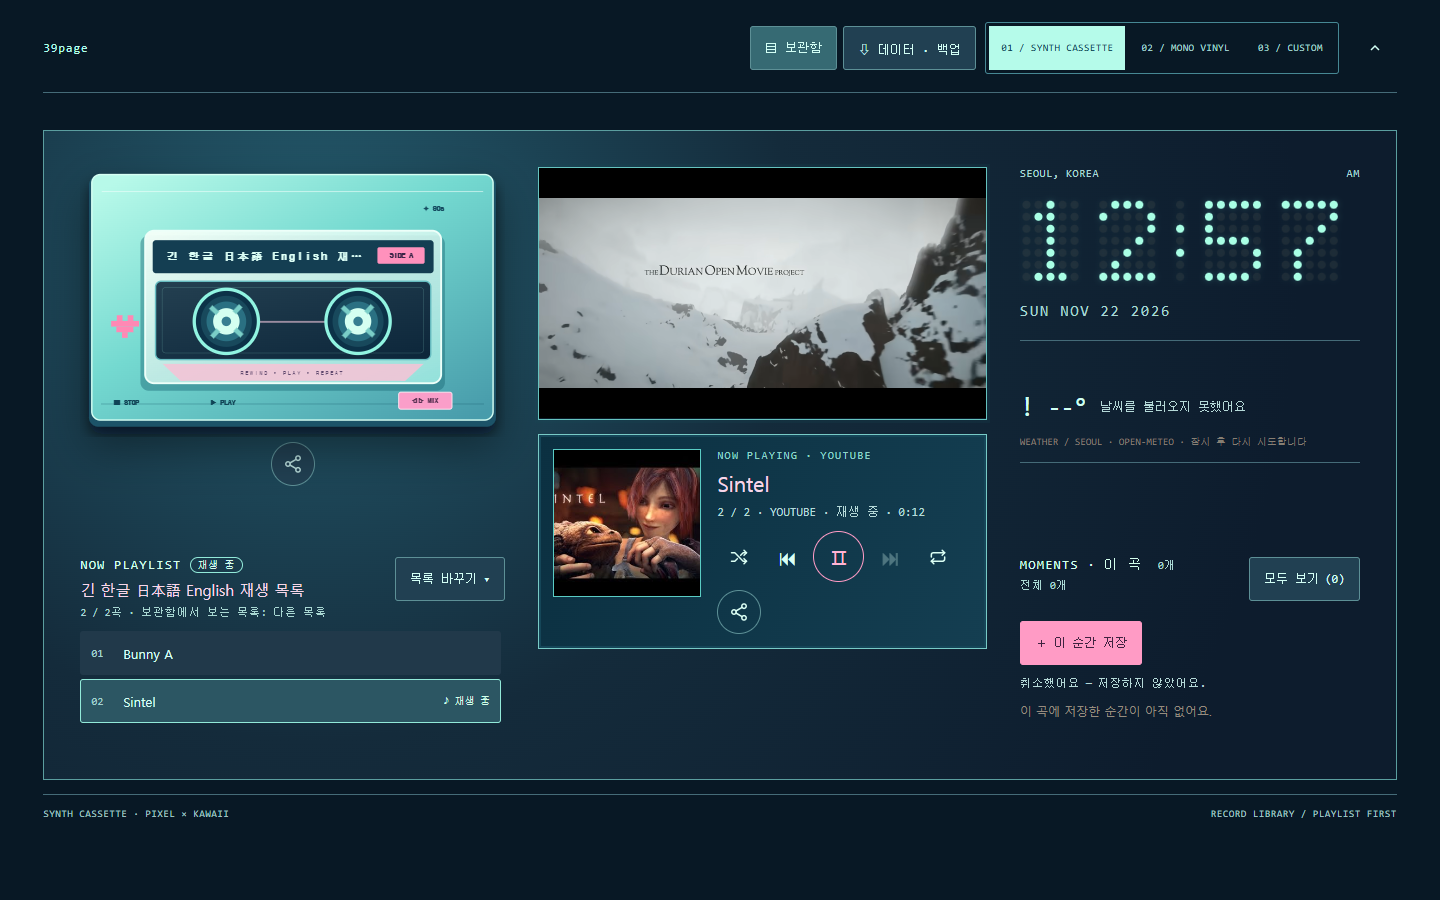 39page
보관함
데이터 · 백업
01 / SYNTH CASSETTE
02 / MONO VINYL
03 / CUSTOM
✦ 80s
긴 한글 日本語 English 재…
SIDE A
REWIND • PLAY • REPEAT
STOP
PLAY
MIX
THE DURIAN OPEN MOVIE PROJECT
SEOUL, KOREA
AM
12:57
SUN NOV 22 2026
! --° 날씨를 불러오지 못했어요
WEATHER / SEOUL · OPEN-METEO · 잠시 후 다시 시도합니다
NOW PLAYING · YOUTUBE
INTEL
Sintel
2 / 2 · YOUTUBE · 재생 중 · 0:12
NOW PLAYLIST 재생 중
목록 바꾸기 ▾
긴 한글 日本語 English 재생 목록
2 / 2곡 · 보관함에서 보는 목록: 다른 목록
01 Bunny A
02 Sintel ♪ 재생 중
MOMENTS · 이 곡 0개
전체 0개
모두 보기 (0)
+ 이 순간 저장
취소했어요 — 저장하지 않았어요.
이 곡에 저장한 순간이 아직 없어요.
SYNTH CASSETTE · PIXEL × KAWAII
RECORD LIBRARY / PLAYLIST FIRST